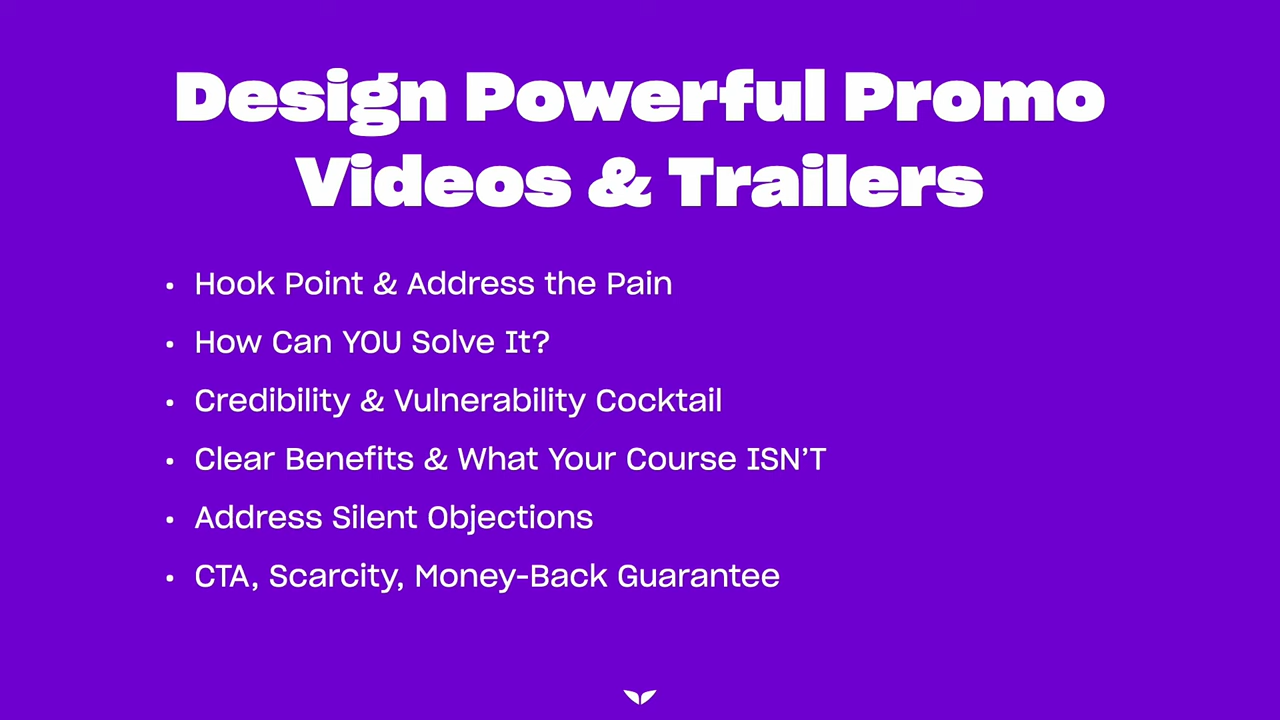 Design Powerful Promo
Videos & Trailers
• Hook Point & Address the Pain
• How Can YOU Solve It?
• Credibility & Vulnerability Cocktail
• Clear Benefits & What Your Course ISN’T
• Address Silent Objections
• CTA, Scarcity, Money-Back Guarantee